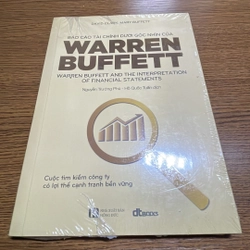 BÁO CÁO TÀI CHÍNH DƯỚI GÓC NHÌN CỦA
WARREN
BUFFETT
WARREN BUFFETT AND THE INTERPRETATION
OF FINANCIAL STATEMENTS
Cuộc tìm kiếm công ty
có lợi thế cạnh tranh bền vững
dtbooks